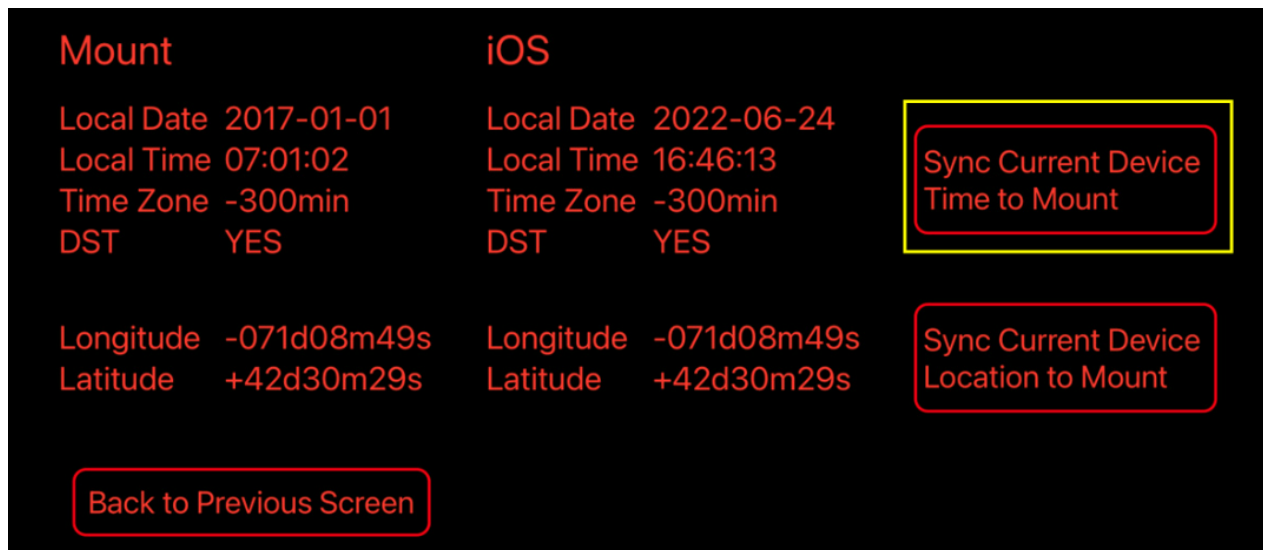 Mount
Local Date 2017-01-01
Local Time 07:01:02
Time Zone -300min
DST YES
Longitude -071d08m49s
Latitude +42d30m29s
iOS
Local Date 2022-06-24
Local Time 16:46:13
Time Zone -300min
DST YES
Longitude -071d08m49s
Latitude +42d30m29s
Sync Current Device
Time to Mount
Sync Current Device
Location to Mount
Back to Previous Screen